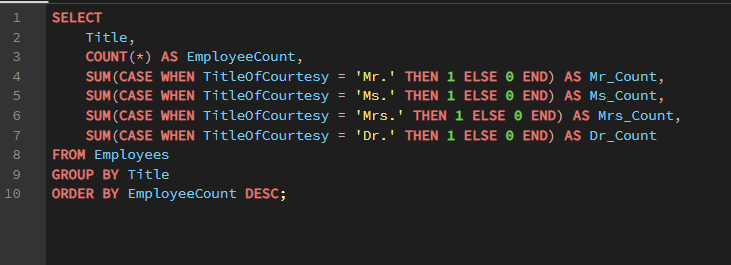 1 SELECT
2 Title,
3 COUNT(*) AS EmployeeCount,
4 SUM(CASE WHEN TitleOfCourtesy = 'Mr.' THEN 1 ELSE 0 END) AS Mr_Count,
5 SUM(CASE WHEN TitleOfCourtesy = 'Ms.' THEN 1 ELSE 0 END) AS Ms_Count,
6 SUM(CASE WHEN TitleOfCourtesy = 'Mrs.' THEN 1 ELSE 0 END) AS Mrs_Count,
7 SUM(CASE WHEN TitleOfCourtesy = 'Dr.' THEN 1 ELSE 0 END) AS Dr_Count
8 FROM Employees
9 GROUP BY Title
10 ORDER BY EmployeeCount DESC;